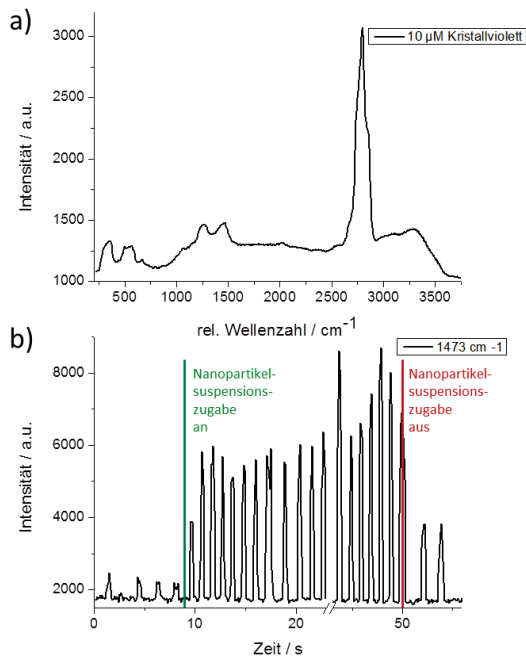 a)
3000
2500
2000
1500
1000
Intensität / a.u.
10 µM Kristallviolett
500 1000 1500 2000 2500 3000 3750
rel. Wellenzahl / cm-1
b)
8000
6000
4000
2000
Intensität / a.u.
1473 cm -1
Nanopartikel-
suspensions-
zugabe
an
Nanopartikel-
suspensions-
zugabe
aus
0 10 20 50
Zeit / s